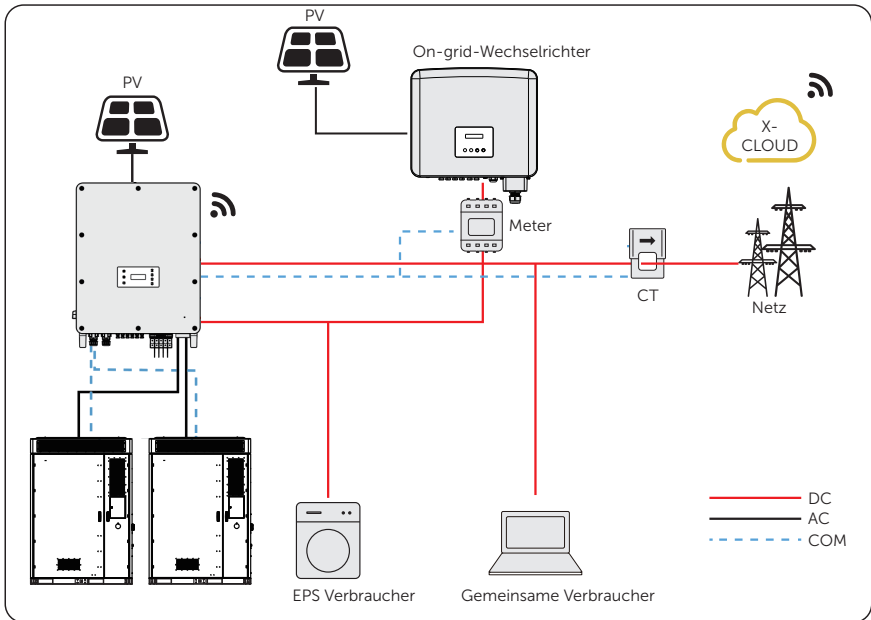 PV
On-grid-Wechselrichter
PV
X-
CLOUD
Meter
CT
Netz
DC
AC
COM
EPS Verbraucher
Gemeinsame Verbraucher